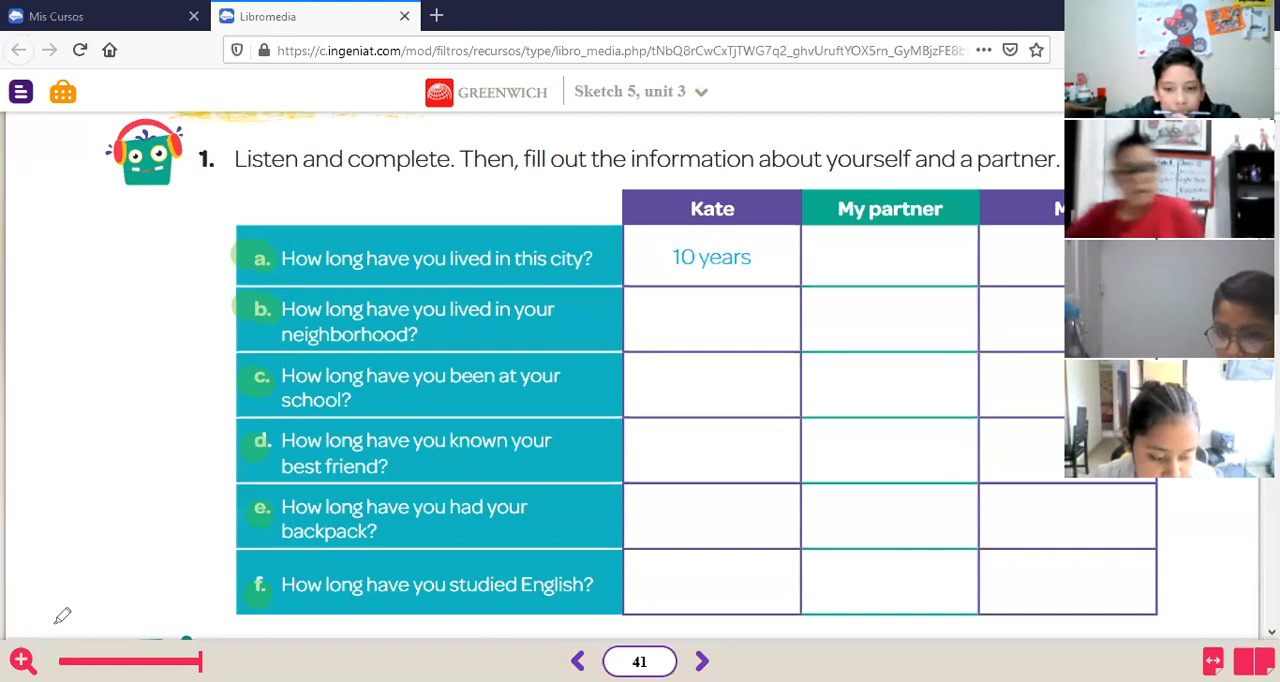 Mis Cursos
Libromedia
https://c.ingeniat.com/mod/filtros/recursos/type/libro_media.php/tNbQ8rCwCxTjTWG7q2_ghvUruftYOX5rn_GyMBjzFE8b
GREENWICH
Sketch 5, unit 3
1. Listen and complete. Then, fill out the information about yourself and a partner.
Kate
My partner
M
a. How long have you lived in this city?
10 years
b. How long have you lived in your
neighborhood?
c. How long have you been at your
school?
d. How long have you known your
best friend?
e. How long have you had your
backpack?
f. How long have you studied English?
41